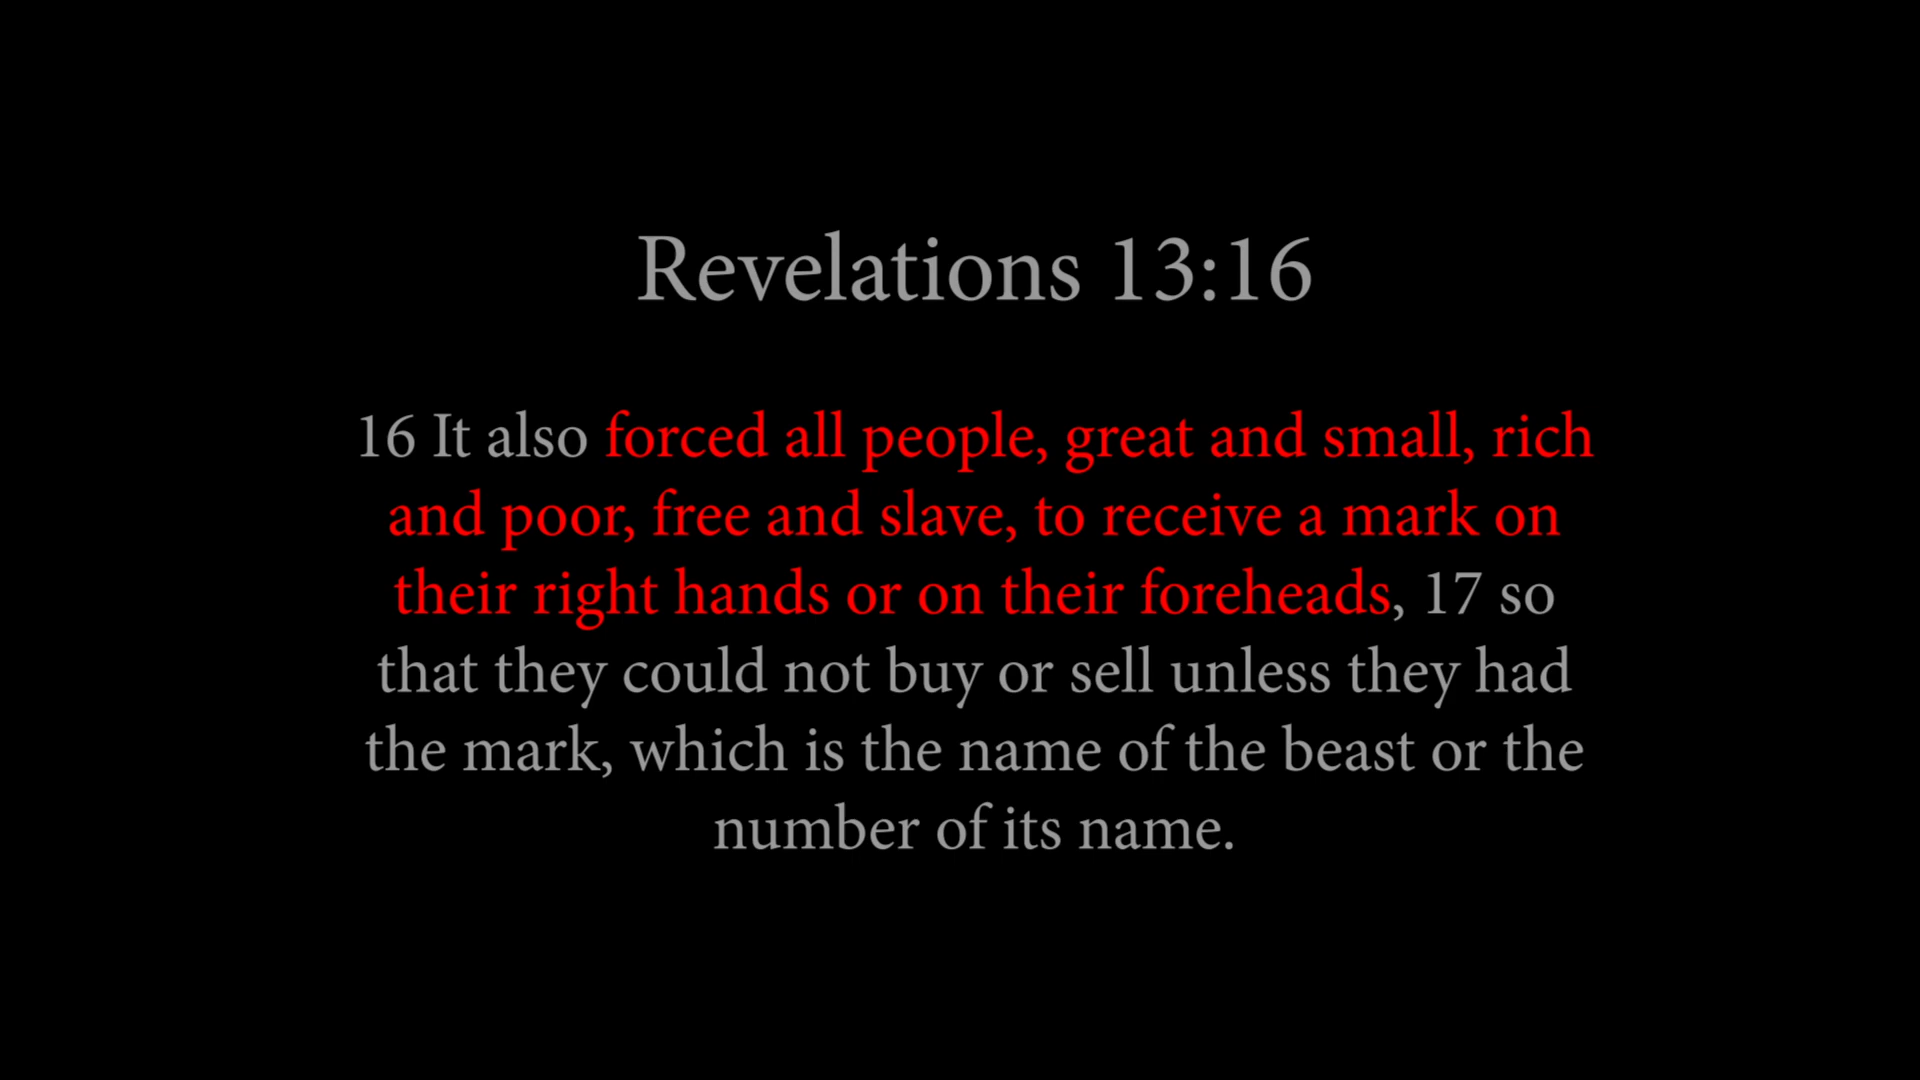 Revelations 13:16
16 It also forced all people, great and small, rich
and poor, free and slave, to receive a mark on
their right hands or on their foreheads, 17 so
that they could not buy or sell unless they had
the mark, which is the name of the beast or the
number of its name.